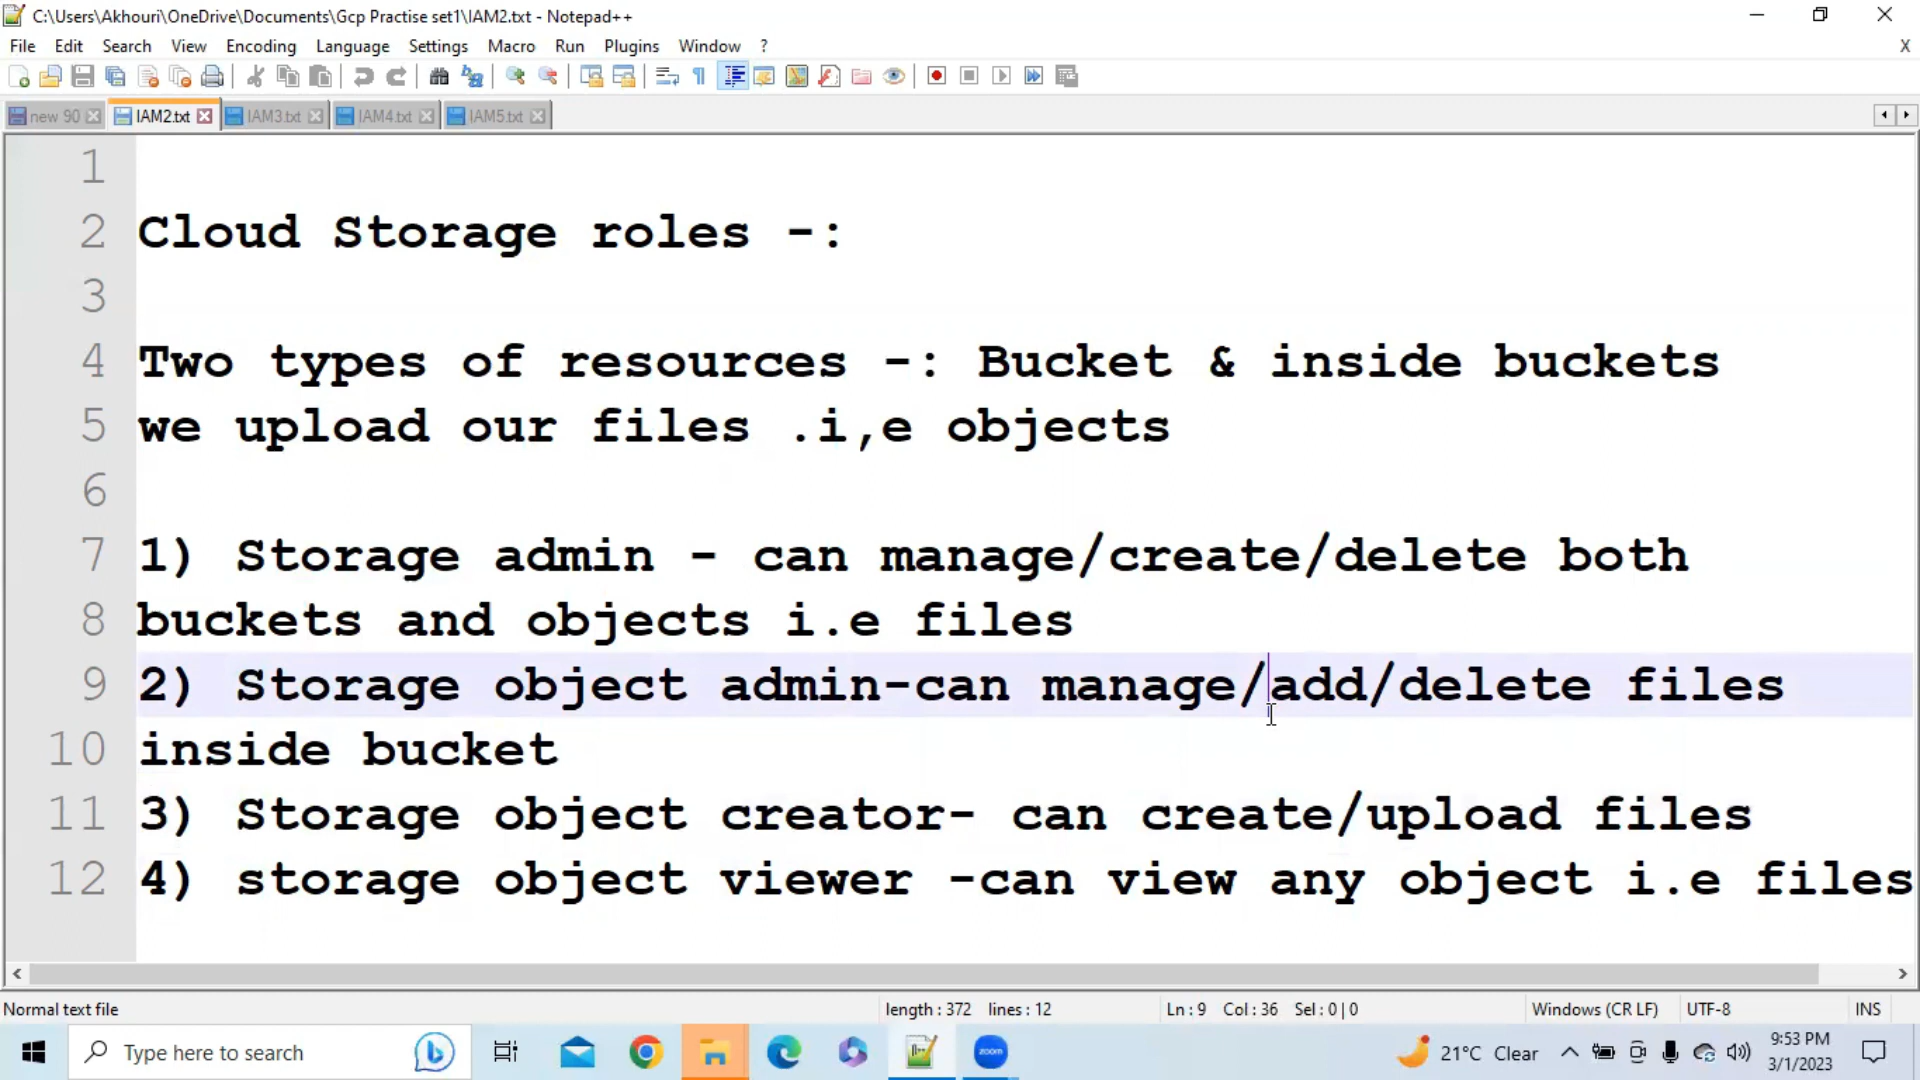 C:\Users\Akhouri\OneDrive\Documents\Gcp Practise set1\IAM2.txt - Notepad++
File Edit Search View Encoding Language Settings Macro Run Plugins Window ? X
new 90 IAM2.txt IAM3.txt IAM4.txt IAM5.txt
1
2 Cloud Storage roles -:
3
4 Two types of resources -: Bucket & inside buckets
5 we upload our files .i,e objects
6
7 1) Storage admin - can manage/create/delete both
8 buckets and objects i.e files
9 2) Storage object admin-can manage/add/delete files
10 inside bucket
11 3) Storage object creator- can create/upload files
12 4) storage object viewer -can view any object i.e files
Normal text file length : 372 lines : 12 Ln : 9 Col : 36 Sel : 0 | 0 Windows (CR LF) UTF-8 INS
Type here to search zoom 21°C Clear 9:53 PM
3/1/2023